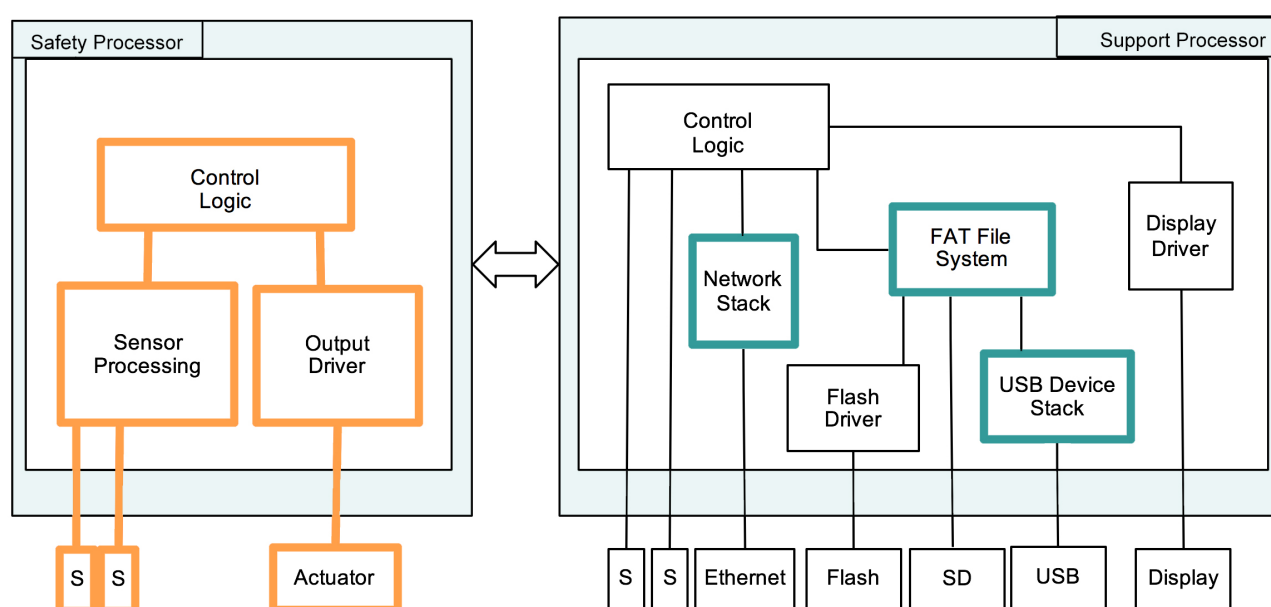 Safety Processor
Support Processor
Control
Logic
Sensor
Processing
Output
Driver
S
S
Actuator
Control
Logic
Network
Stack
FAT File
System
Display
Driver
Flash
Driver
USB Device
Stack
S
S
Ethernet
Flash
SD
USB
Display